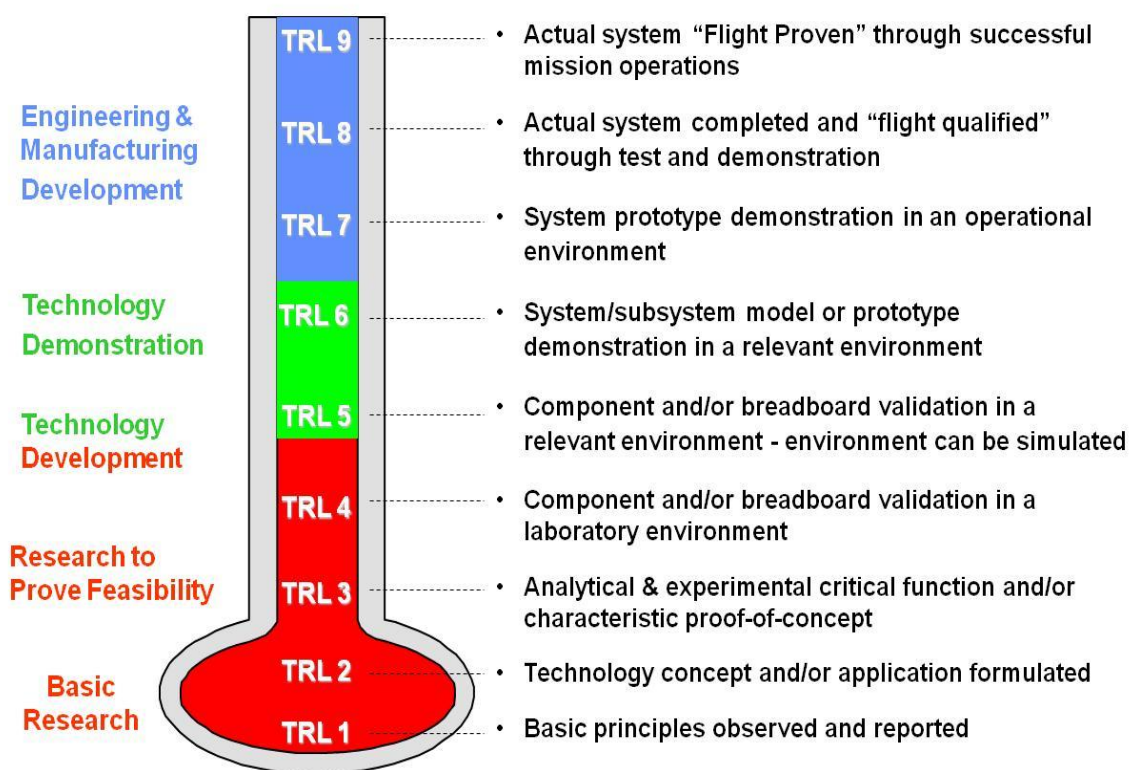 TRL 9
• Actual system “Flight Proven” through successful
mission operations
Engineering &
Manufacturing
Development
TRL 8
• Actual system completed and “flight qualified”
through test and demonstration
TRL 7
• System prototype demonstration in an operational
environment
Technology
Demonstration
TRL 6
• System/subsystem model or prototype
demonstration in a relevant environment
Technology
Development
TRL 5
• Component and/or breadboard validation in a
relevant environment - environment can be simulated
TRL 4
• Component and/or breadboard validation in a
laboratory environment
Research to
Prove Feasibility
TRL 3
• Analytical & experimental critical function and/or
characteristic proof-of-concept
Basic
Research
TRL 2
• Technology concept and/or application formulated
TRL 1
• Basic principles observed and reported